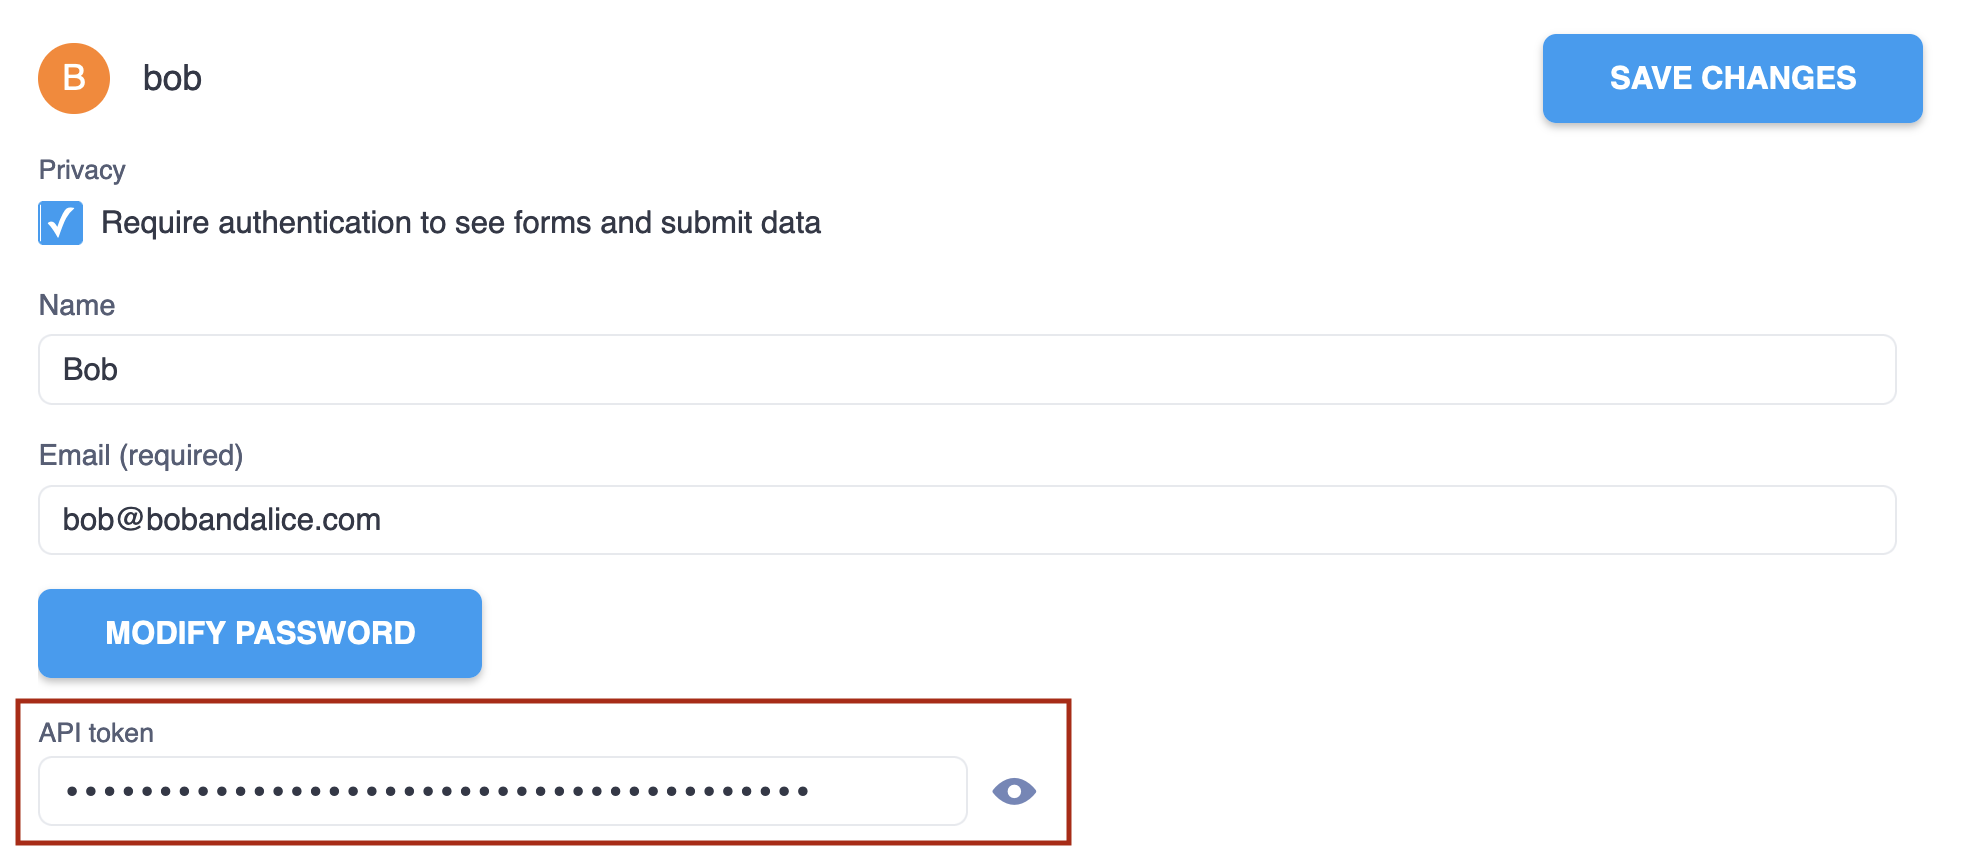 B bob
SAVE CHANGES
Privacy
Require authentication to see forms and submit data
Name
Bob
Email (required)
bob@bobandalice.com
MODIFY PASSWORD
API token
••••••••••••••••••••••••••••••••••••••••